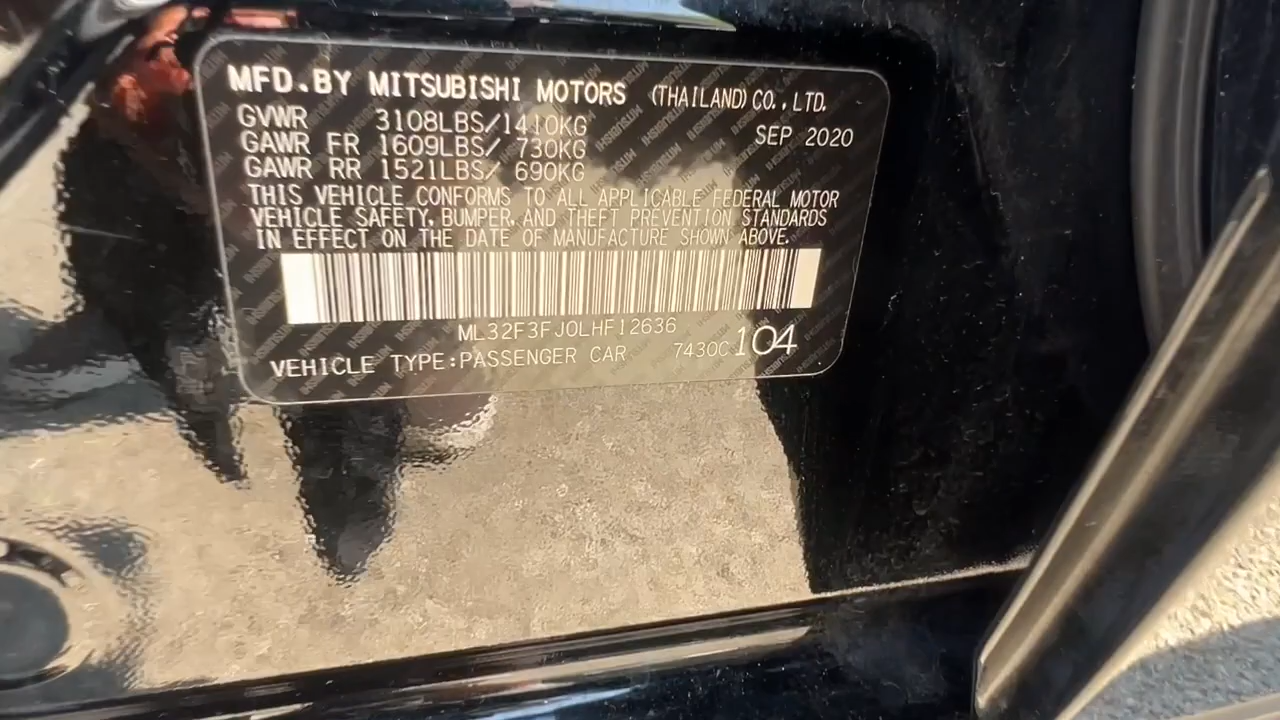 MFD.BY MITSUBISHI MOTORS (THAILAND) CO., LTD.
GVWR 3108LBS/1410KG SEP 2020
GAWR FR 1609LBS/ 730KG
GAWR RR 1521LBS/ 690KG
THIS VEHICLE CONFORMS TO ALL APPLICABLE FEDERAL MOTOR
VEHICLE SAFETY, BUMPER, AND THEFT PREVENTION STANDARDS
IN EFFECT ON THE DATE OF MANUFACTURE SHOWN ABOVE.
ML32F3FJ0LHF12636
VEHICLE TYPE:PASSENGER CAR 7430C 104